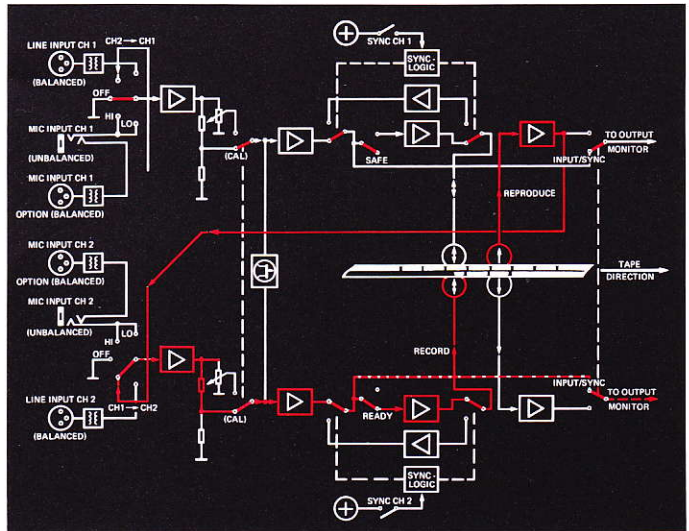 LINE INPUT CH 1
CH2→CH1
(BALANCED)
OFF
HI
LO
MIC INPUT CH 1
(UNBALANCED)
MIC INPUT CH 1
OPTION (BALANCED)
MIC INPUT CH 2
OPTION (BALANCED)
MIC INPUT CH 2
(UNBALANCED)
LO
HI
OFF
LINE INPUT CH 2
CH1→CH2
(BALANCED)
(CAL)
(CAL)
SYNC CH 1
SYNC-
LOGIC
SAFE
REPRODUCE
INPUT/SYNC
TO OUTPUT
MONITOR
TAPE
DIRECTION
RECORD
READY
INPUT/SYNC
TO OUTPUT
MONITOR
SYNC-
LOGIC
SYNC CH 2